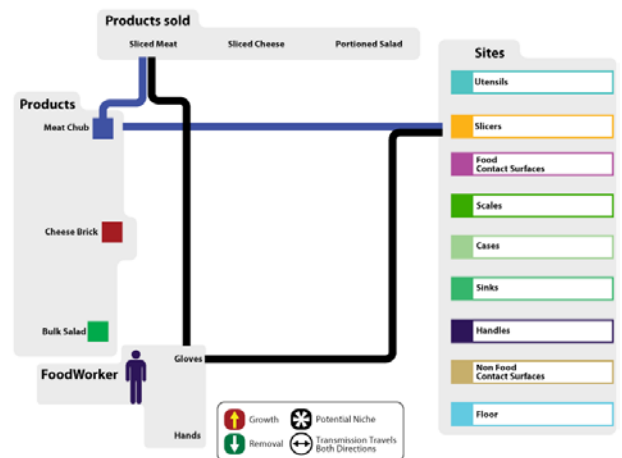 Products sold
Sliced Meat
Sliced Cheese
Portioned Salad
Sites
Utensils
Slicers
Food
Contact Surfaces
Scales
Cases
Sinks
Handles
Non Food
Contact Surfaces
Floor
Products
Meat Chub
Cheese Brick
Bulk Salad
FoodWorker
Gloves
Hands
Growth
Potential Niche
Removal
Transmission Travels
Both Directions